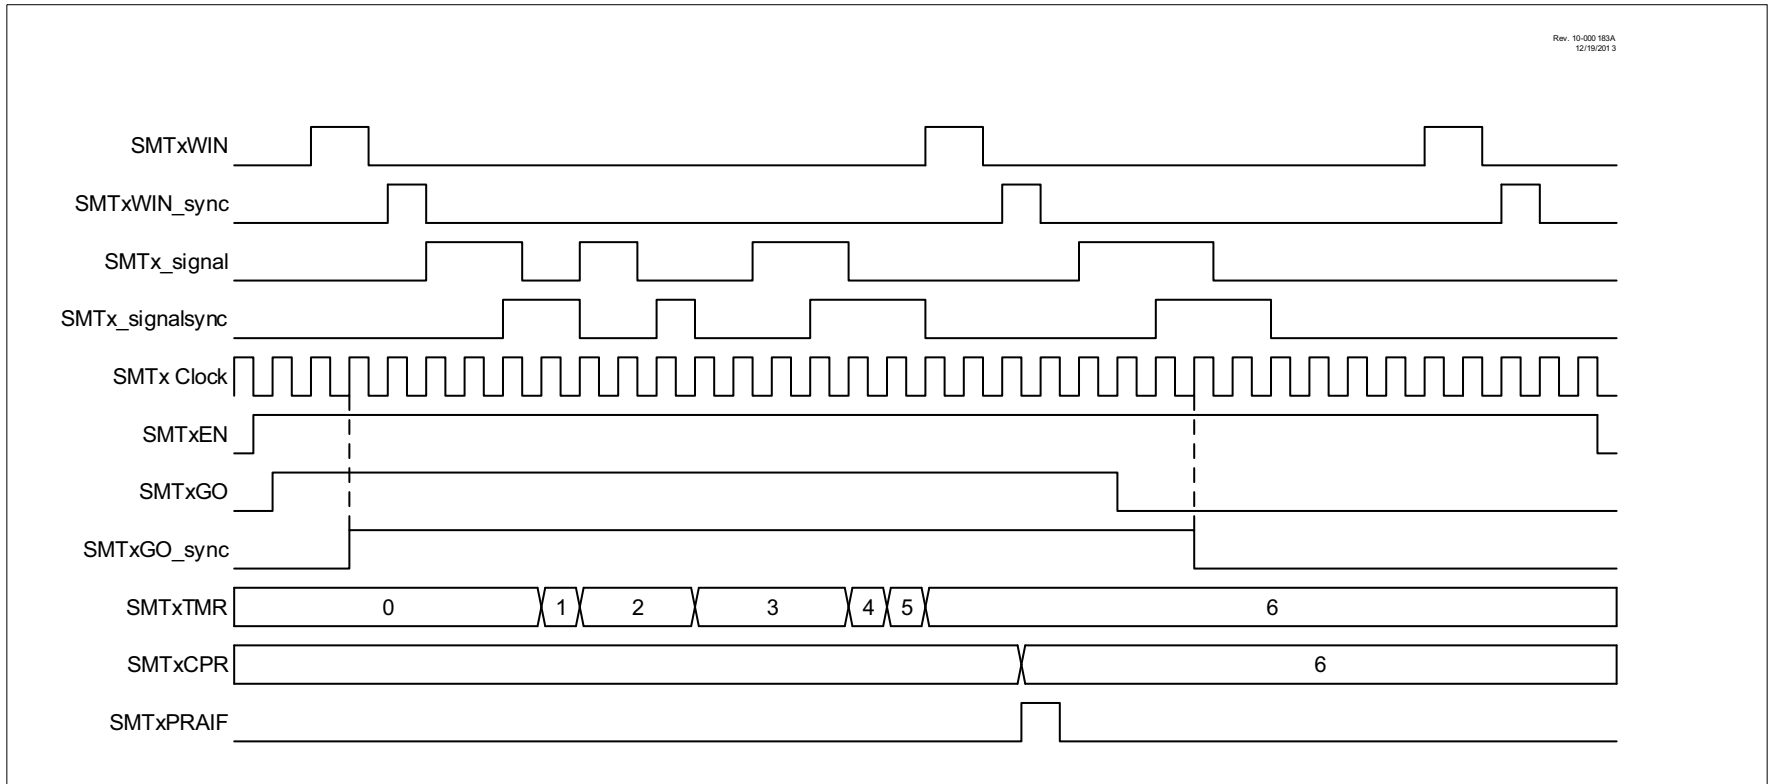 Rev. 10-000 183A
12/19/201 3
SMTxWIN
SMTxWIN_sync
SMTx_signal
SMTx_signalsync
SMTx Clock
SMTxEN
SMTxGO
SMTxGO_sync
SMTxTMR 0 1 2 3 4 5 6
SMTxCPR 6
SMTxPRAIF